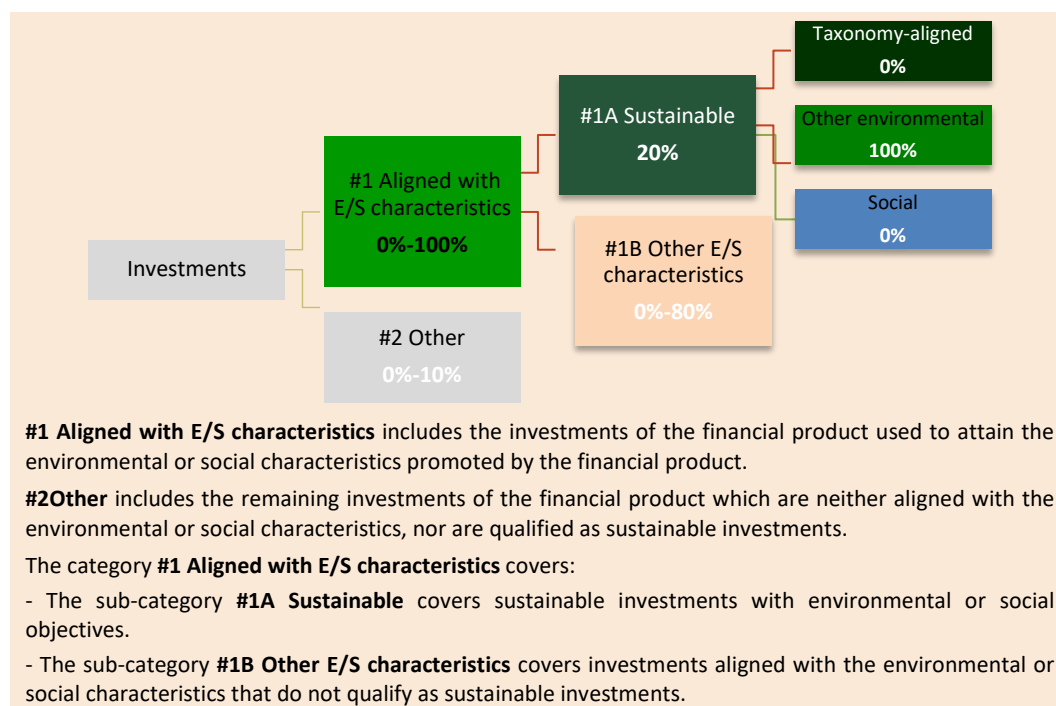 Taxonomy-aligned
0%
#1A Sustainable
20%
Other environmental
100%
#1 Aligned with
E/S characteristics
0%-100%
Social
0%
#1B Other E/S
characteristics
0%-80%
Investments
#2 Other
0%-10%
#1 Aligned with E/S characteristics includes the investments of the financial product used to attain the
environmental or social characteristics promoted by the financial product.
#2Other includes the remaining investments of the financial product which are neither aligned with the
environmental or social characteristics, nor are qualified as sustainable investments.
The category #1 Aligned with E/S characteristics covers:
- The sub-category #1A Sustainable covers sustainable investments with environmental or social
objectives.
- The sub-category #1B Other E/S characteristics covers investments aligned with the environmental or
social characteristics that do not qualify as sustainable investments.